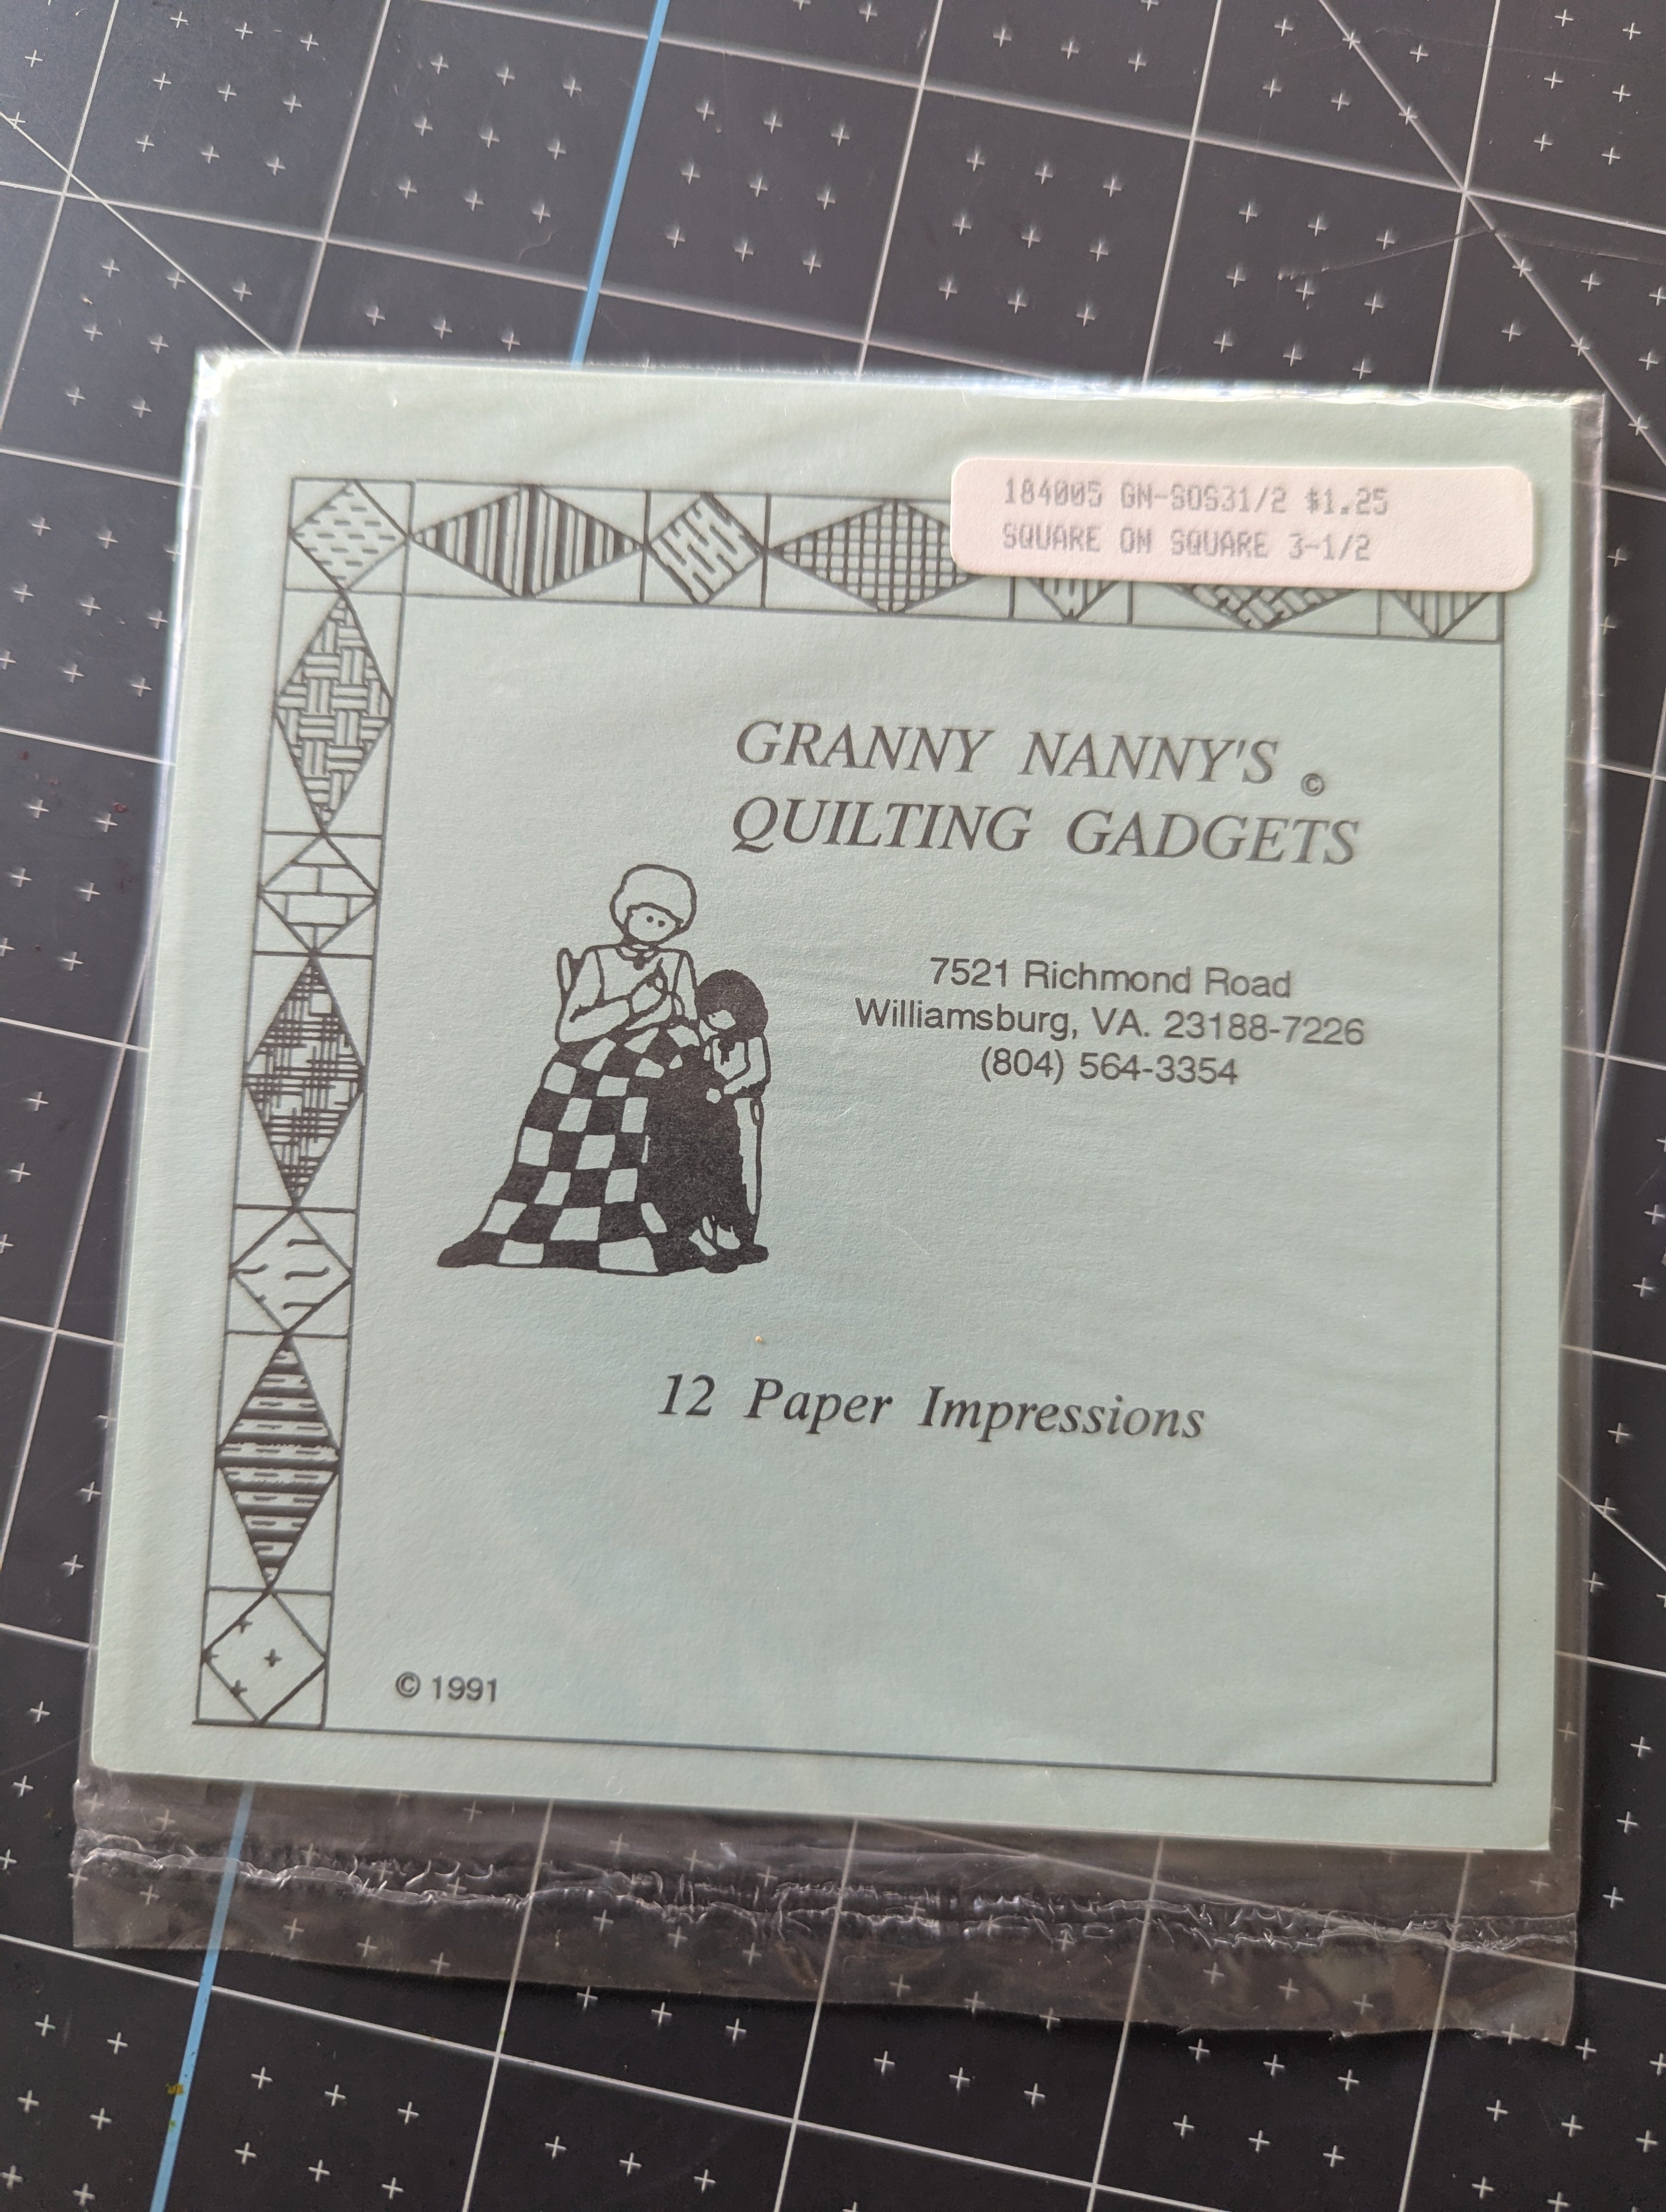 184005 GN-SOS31/2 $1.25
SQUARE ON SQUARE 3-1/2
GRANNY NANNY'S ©
QUILTING GADGETS
7521 Richmond Road
Williamsburg, VA. 23188-7226
(804) 564-3354
12 Paper Impressions
© 1991